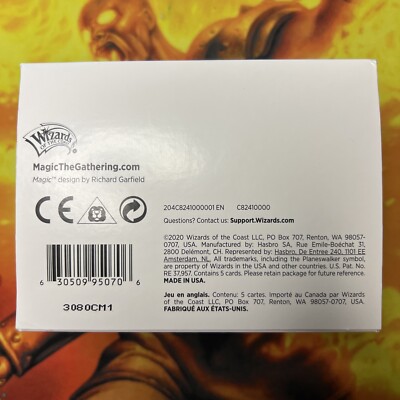 Wizards
OF THE COAST
®
MagicTheGathering.com
Magic™ design by Richard Garfield
CE
204C8241000001 EN C82410000
Questions? Contact us: Support.Wizards.com
©2020 Wizards of the Coast LLC, PO Box 707, Renton, WA 98057-
0707, USA. Manufactured by: Hasbro SA, Rue Emile-Boéchat 31,
2800 Delémont, CH. Represented by: Hasbro, De Entree 240, 1101 EE
Amsterdam, NL. All trademarks, including the Planeswalker symbol,
are property of Wizards in the USA and other countries. U.S. Pat. No.
RE 37,957. Contains 5 cards. Please retain package for future reference.
MADE IN USA.
Jeu en anglais. Contenu: 5 cartes. Importé au Canada par Wizards
of the Coast LLC, PO Box 707, Renton, WA 98057-0707, USA.
FABRIQUÉ AUX ÉTATS-UNIS.
6 30509 95070 6
3080CM1